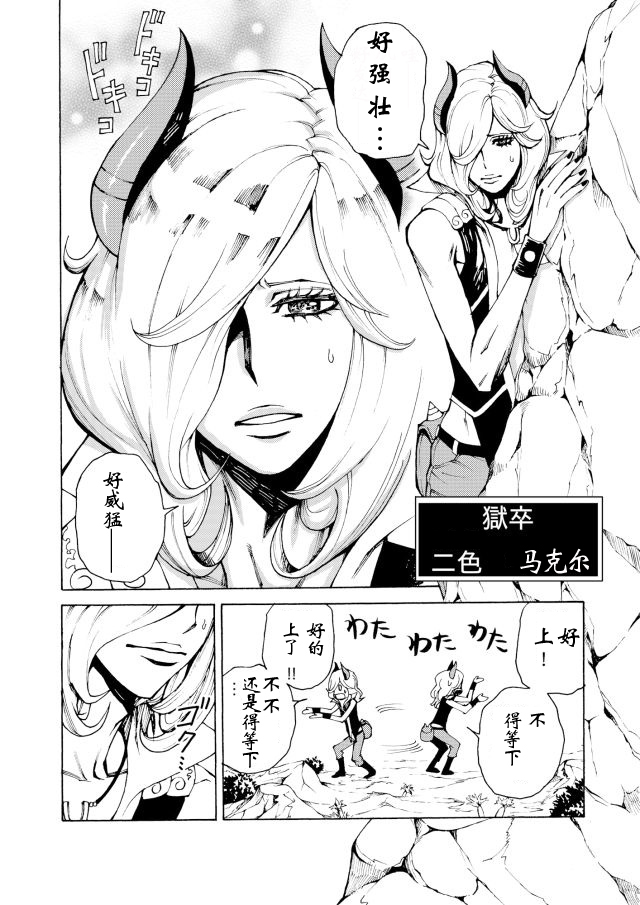 好强壮…
ドキョ
ドキョ
好威猛——
獄卒
二色 马克尔
好
上!
不
得等下
わた
わた
わた
好的
上了!!
不不
还是得等下
…
ゴク…